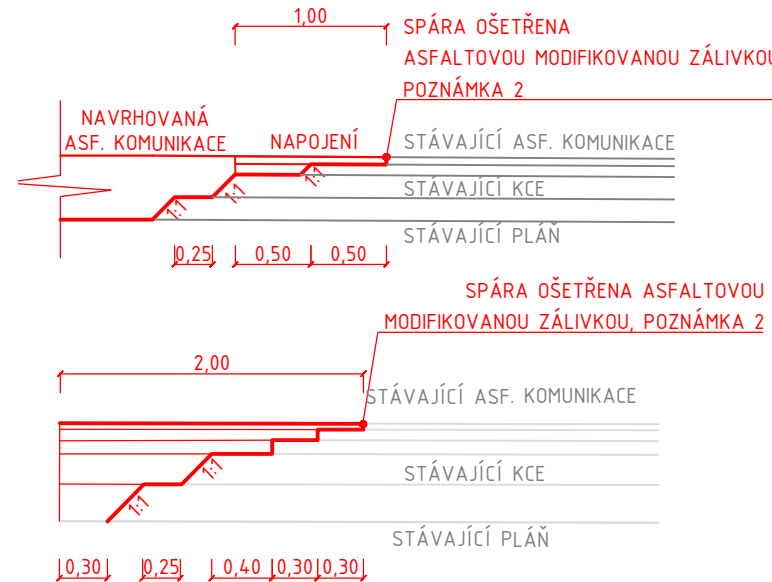 1,00
SPÁRA OŠETŘENA
ASFALTOVOU MODIFIKOVANOU ZÁLIVKOU
POZNÁMKA 2
NAVRHOVANÁ
ASF. KOMUNIKACE
NAPOJENÍ
STÁVAJÍCÍ ASF. KOMUNIKACE
1:1
1:1
1:1
STÁVAJÍCÍ KCE
STÁVAJÍCÍ PLÁŇ
0,25
0,50
0,50
SPÁRA OŠETŘENA ASFALTOVOU
MODIFIKOVANOU ZÁLIVKOU, POZNÁMKA 2
2,00
STÁVAJÍCÍ ASF. KOMUNIKACE
1:1
1:1
STÁVAJÍCÍ KCE
STÁVAJÍCÍ PLÁŇ
0,30
0,25
0,40
0,30
0,30